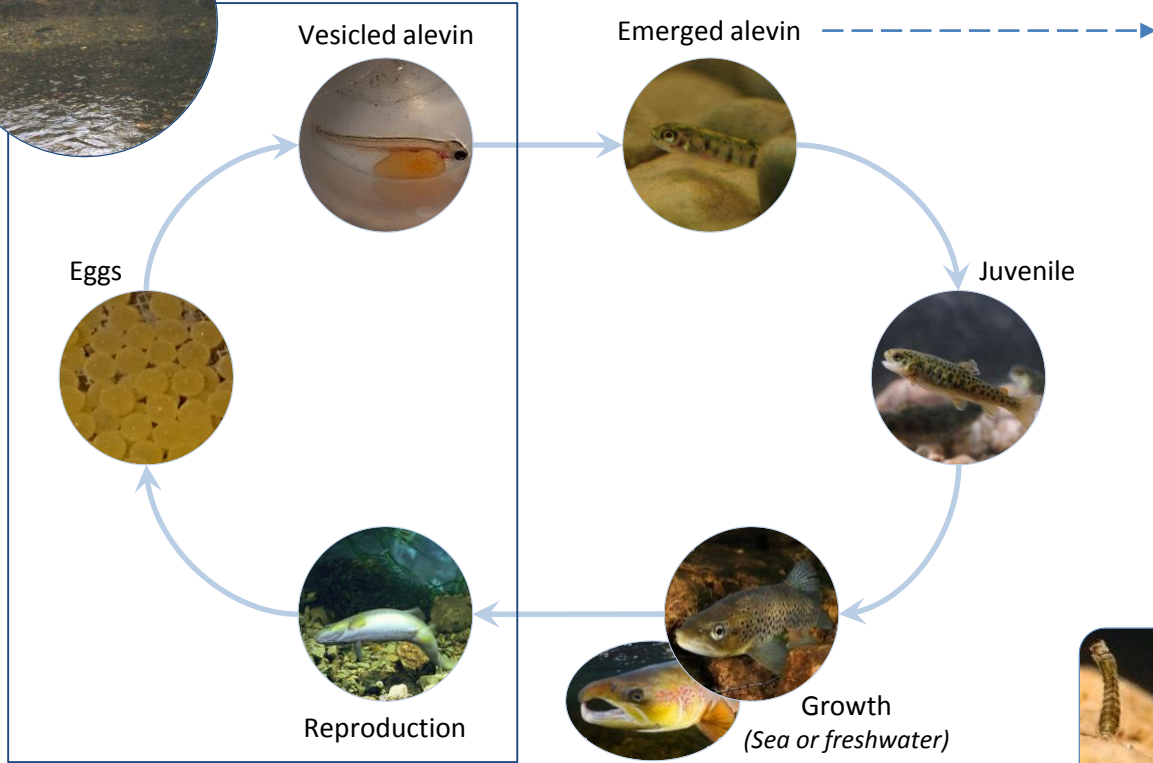 Vesicled alevin
Emerged alevin
Eggs
Juvenile
Reproduction
Growth
(Sea or freshwater)